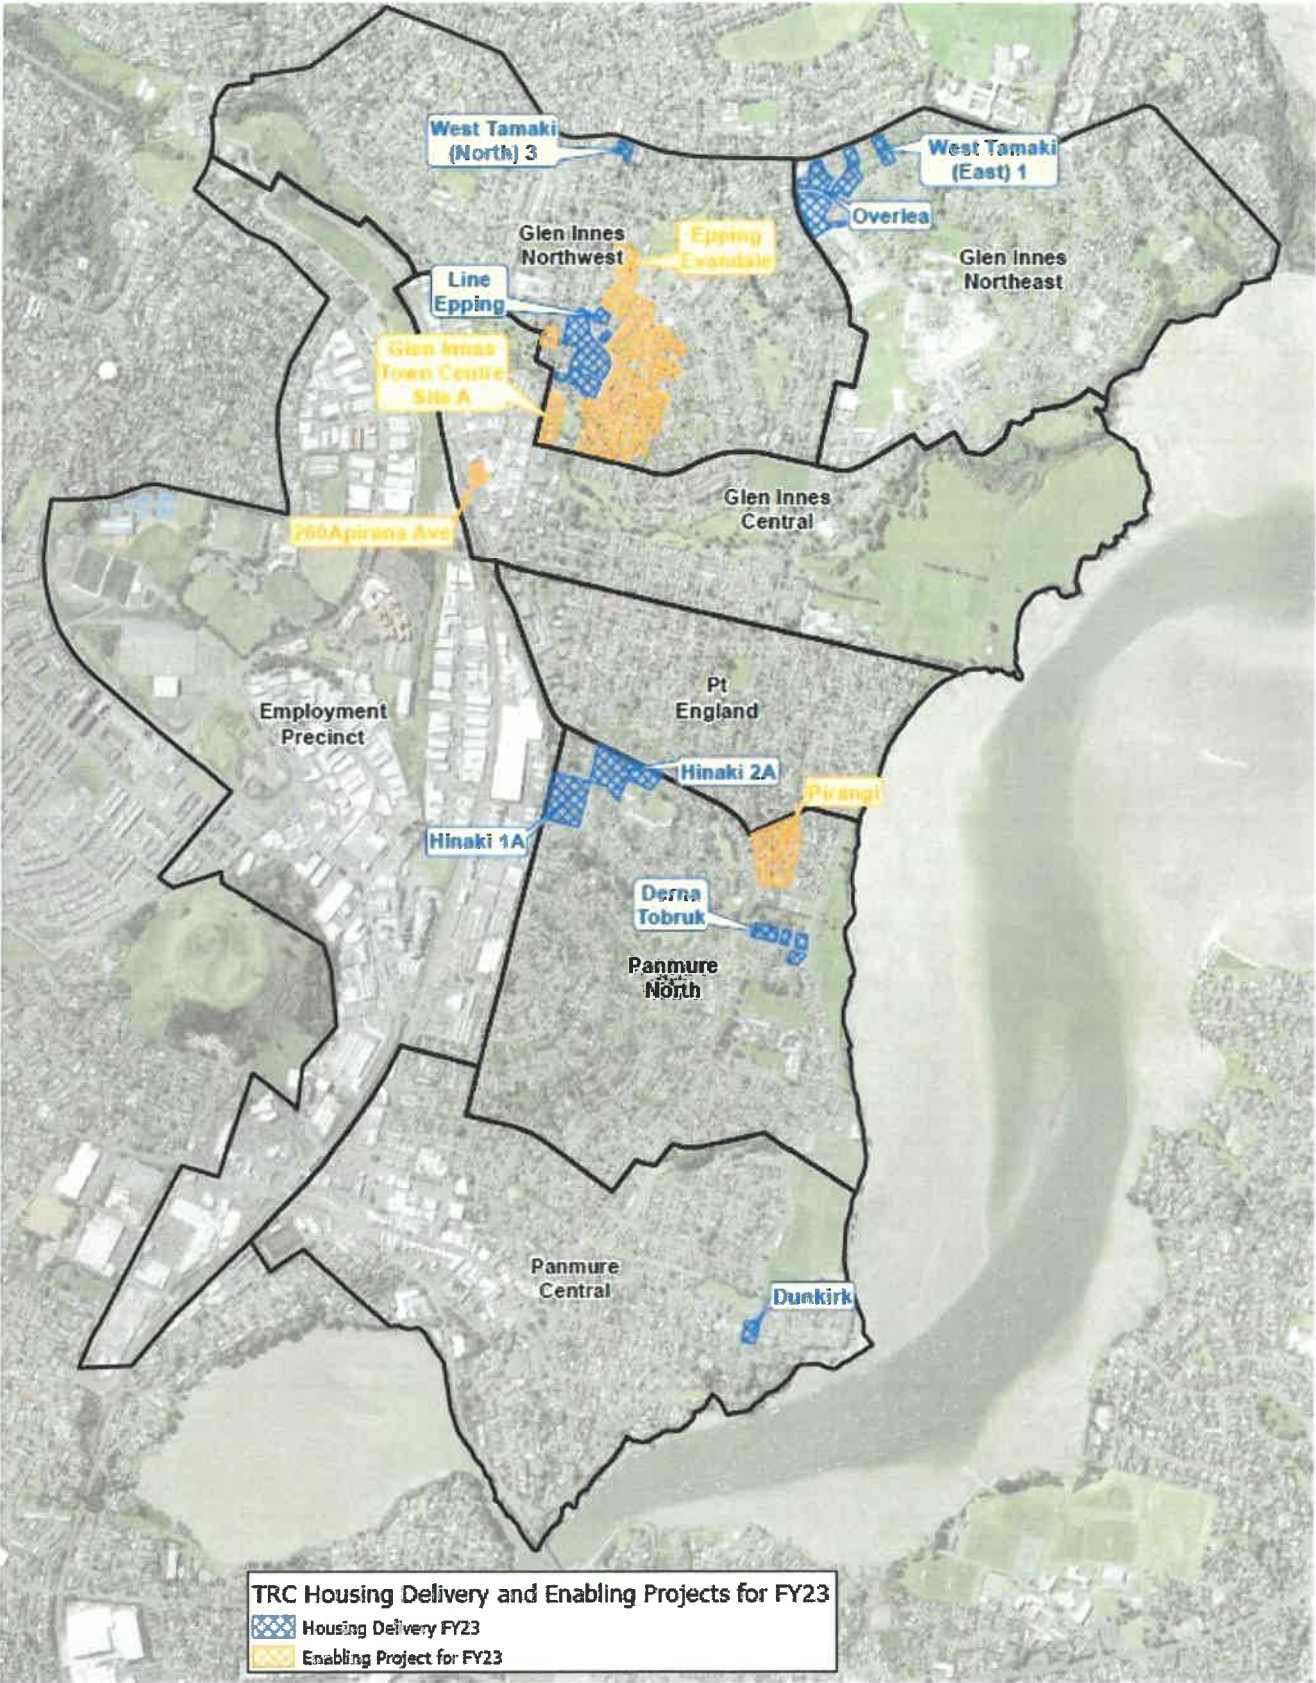 West Tamaki
(North) 3
West Tamaki
(East) 1
Overlea
Glen Innes
Northwest
Epping
Evandale
Glen Innes
Northeast
Line
Epping
Glen Innes
Town Centre
Site A
Glen Innes
Central
260Apirana Ave
Pt
England
Employment
Precinct
Hinaki 2A
Pirangi
Hinaki 1A
Derna
Tobruk
Panmure
North
Panmure
Central
Dunkirk
TRC Housing Delivery and Enabling Projects for FY23
Housing Delivery FY23
Enabling Project for FY23